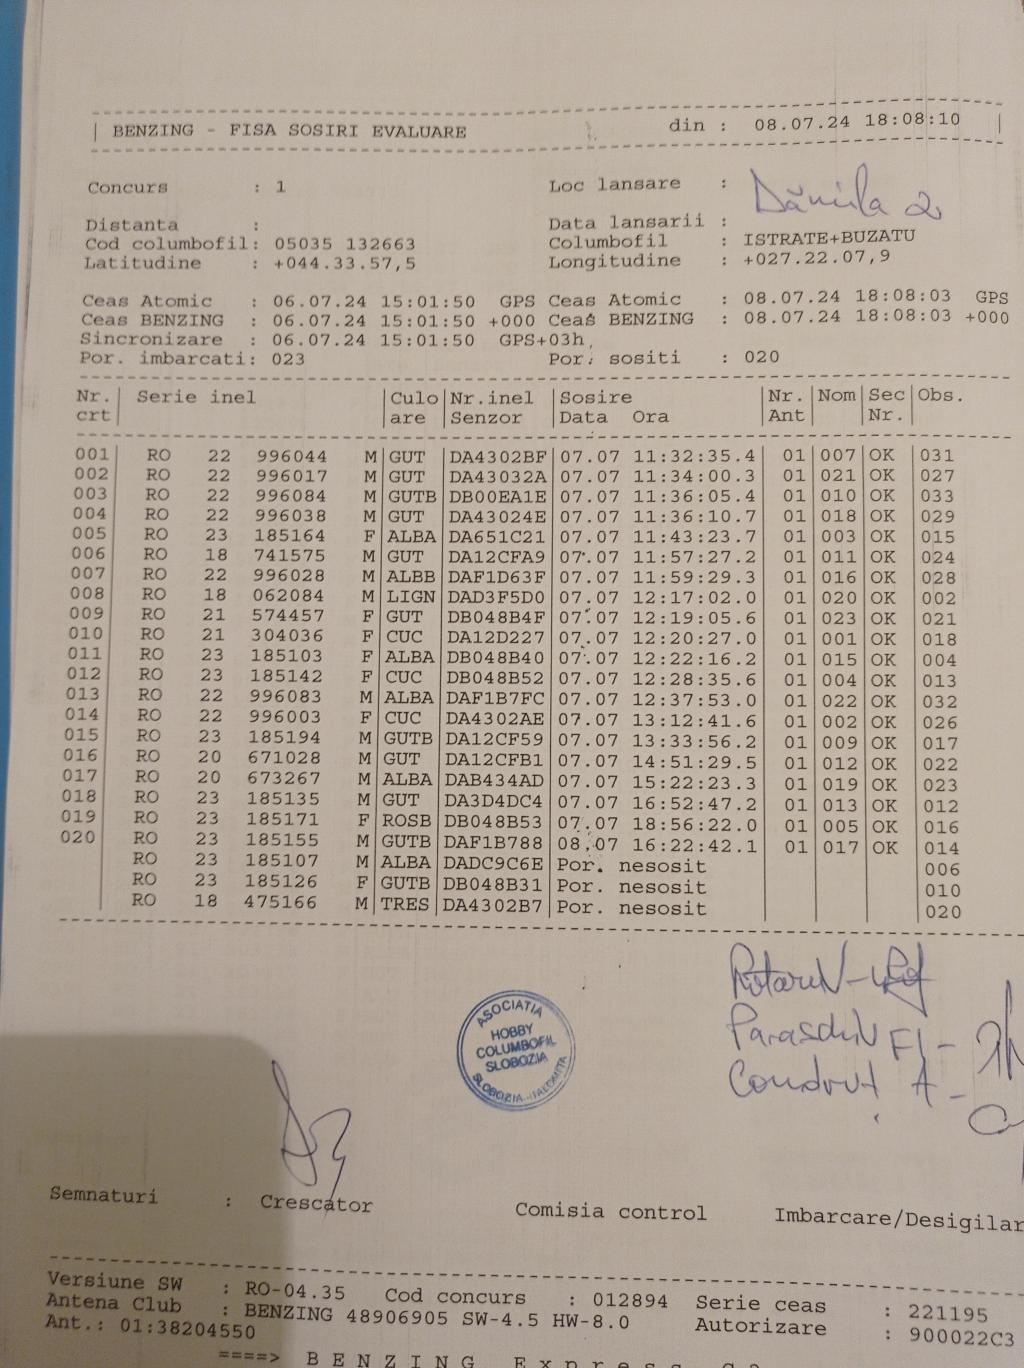 BENZING - FISA SOSIRI EVALUARE din : 08.07.24 18:08:10
Concurs : 1 Loc lansare : Dănila 2
Distanta : Data lansarii :
Cod columbofil: 05035 132663 Columbofil : ISTRATE+BUZATU
Latitudine : +044.33.57,5 Longitudine : +027.22.07,9
Ceas Atomic : 06.07.24 15:01:50 GPS Ceas Atomic : 08.07.24 18:08:03 GPS
Ceas BENZING : 06.07.24 15:01:50 +000 Ceas BENZING : 08.07.24 18:08:03 +000
Sincronizare : 06.07.24 15:01:50 GPS+03h
Por. imbarcati: 023 Por. sositi : 020
Nr. | Serie inel | Culo | Nr.inel | Sosire | Nr. | Nom | Sec | Obs.
crt | | are | Senzor | Data Ora | Ant | | Nr. |
001 RO 22 996044 M GUT DA4302BF 07.07 11:32:35.4 01 007 OK 031
002 RO 22 996017 M GUT DA43032A 07.07 11:34:00.3 01 021 OK 027
003 RO 22 996084 M GUTB DB00EA1E 07.07 11:36:05.4 01 010 OK 033
004 RO 22 996038 M GUT DA43024E 07.07 11:36:10.7 01 018 OK 029
005 RO 23 185164 F ALBA DA651C21 07.07 11:43:23.7 01 003 OK 015
006 RO 18 741575 M GUT DA12CFA9 07.07 11:57:27.2 01 011 OK 024
007 RO 22 996028 M ALBB DAF1D63F 07.07 11:59:29.3 01 016 OK 028
008 RO 18 062084 M LIGN DAD3F5D0 07.07 12:17:02.0 01 020 OK 002
009 RO 21 574457 F GUT DB048B4F 07.07 12:19:05.6 01 023 OK 021
010 RO 21 304036 F CUC DA12D227 07.07 12:20:27.0 01 001 OK 018
011 RO 23 185103 F ALBA DB048B40 07.07 12:22:16.2 01 015 OK 004
012 RO 23 185142 F CUC DB048B52 07.07 12:28:35.6 01 004 OK 013
013 RO 22 996083 M ALBA DAF1B7FC 07.07 12:37:53.0 01 022 OK 032
014 RO 22 996003 F CUC DA4302AE 07.07 13:12:41.6 01 002 OK 026
015 RO 23 185194 M GUTB DA12CF59 07.07 13:33:56.2 01 009 OK 017
016 RO 20 671028 M GUT DA12CFB1 07.07 14:51:29.5 01 012 OK 022
017 RO 20 673267 M ALBA DAB434AD 07.07 15:22:23.3 01 019 OK 023
018 RO 23 185135 M GUT DA3D4DC4 07.07 16:52:47.2 01 013 OK 012
019 RO 23 185171 F ROSB DB048B53 07.07 18:56:22.0 01 005 OK 016
020 RO 23 185155 M GUTB DAF1B788 08.07 16:22:42.1 01 017 OK 014
RO 23 185107 M ALBA DADC9C6E Por. nesosit 006
RO 23 185126 F GUTB DB048B31 Por. nesosit 010
RO 18 475166 M TRES DA4302B7 Por. nesosit 020
Rotaru N -
Paraschiv Fl -
Conduț A -
ASOCIATIA
HOBBY
COLUMBOFIL
SLOBOZIA
SLOBOZIA - IALOMITA
Semnaturi : Crescator Comisia control Imbarcare/Desigilar
Versiune SW : RO-04.35 Cod concurs : 012894 Serie ceas : 221195
Antena Club : BENZING 48906905 SW-4.5 HW-8.0 Autorizare : 900022C3
Ant.: 01:38204550
====> B E N Z I N G E x p r e s s